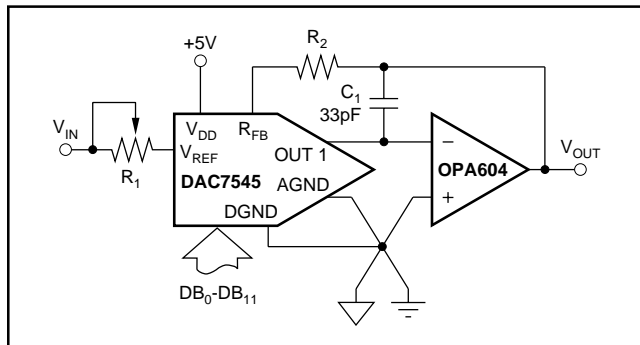 +5V
R2
C1
33pF
VIN
VDD
RFB
VREF
OUT 1
R1
DAC7545
AGND
DGND
–
OPA604
+
VOUT
DB0-DB11